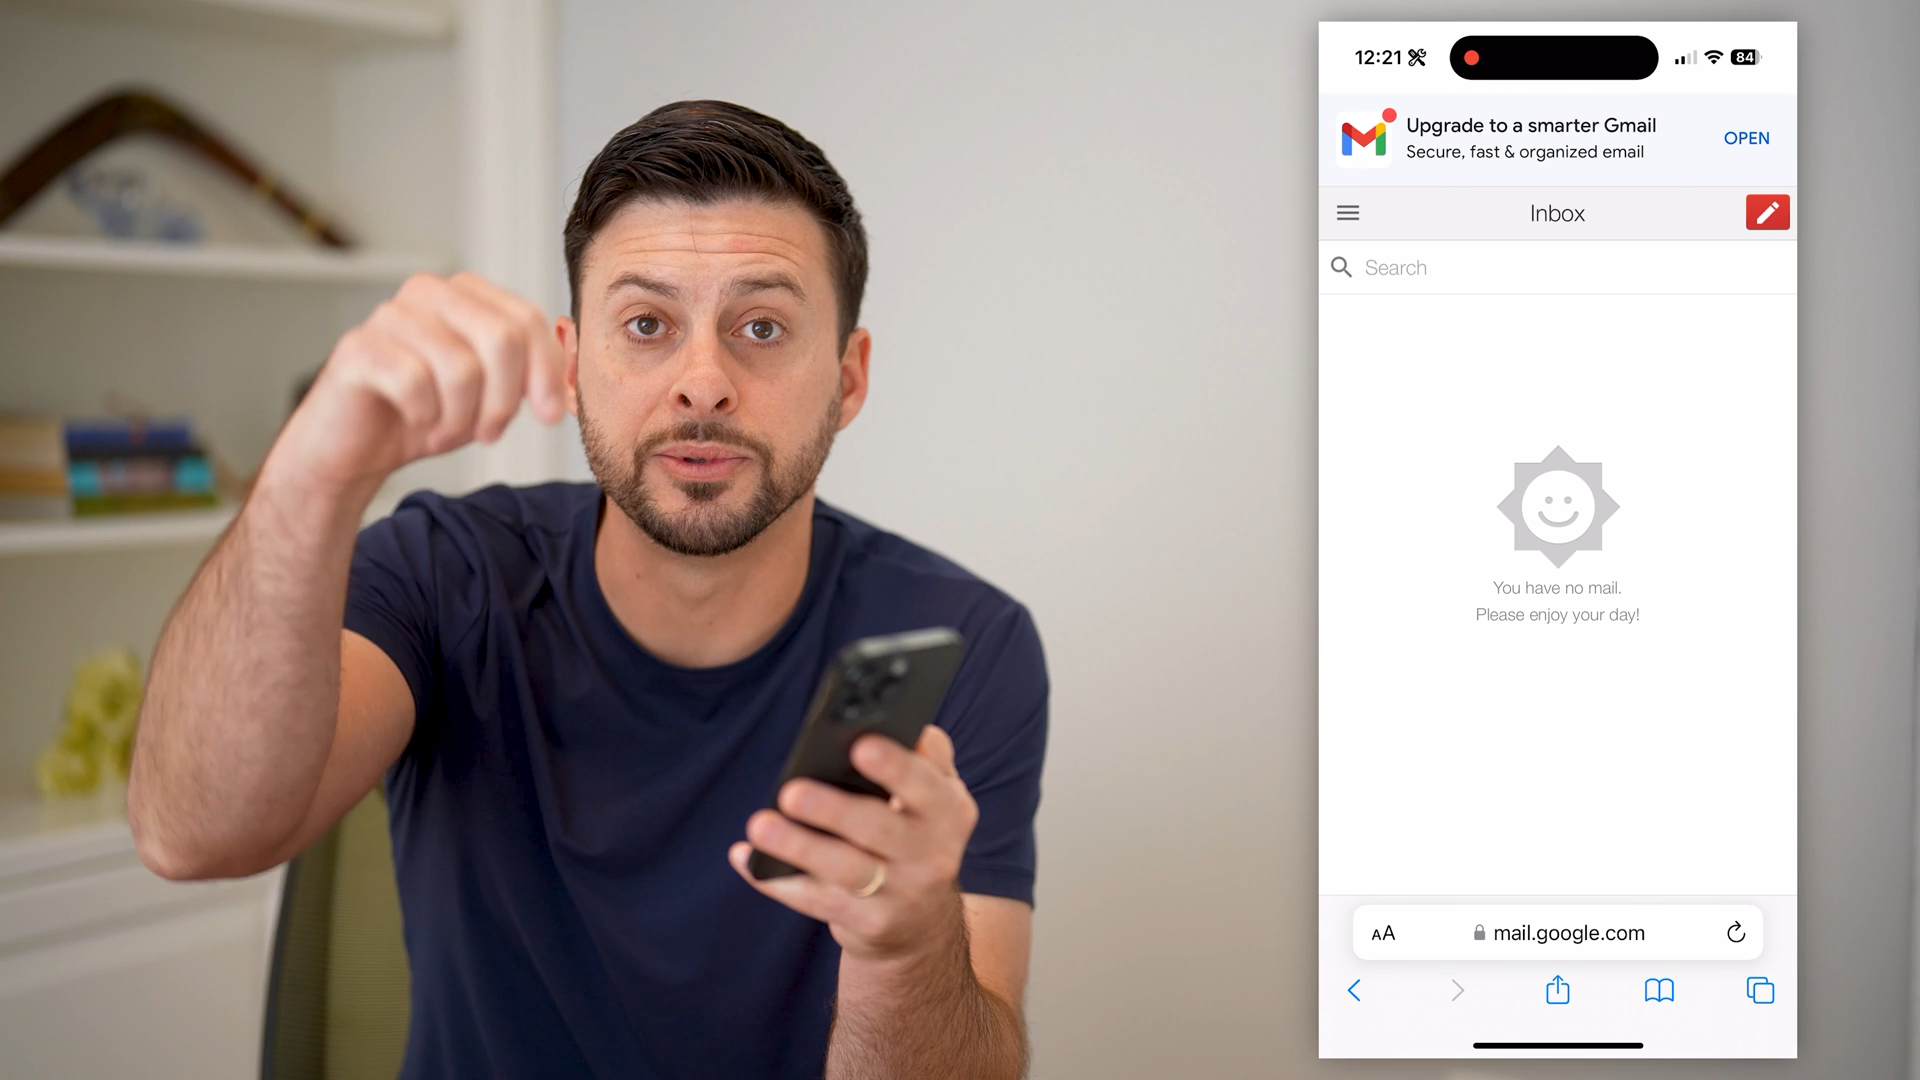 12:21
84
Upgrade to a smarter Gmail
Secure, fast & organized email
OPEN
Inbox
Search
You have no mail.
Please enjoy your day!
AA
mail.google.com